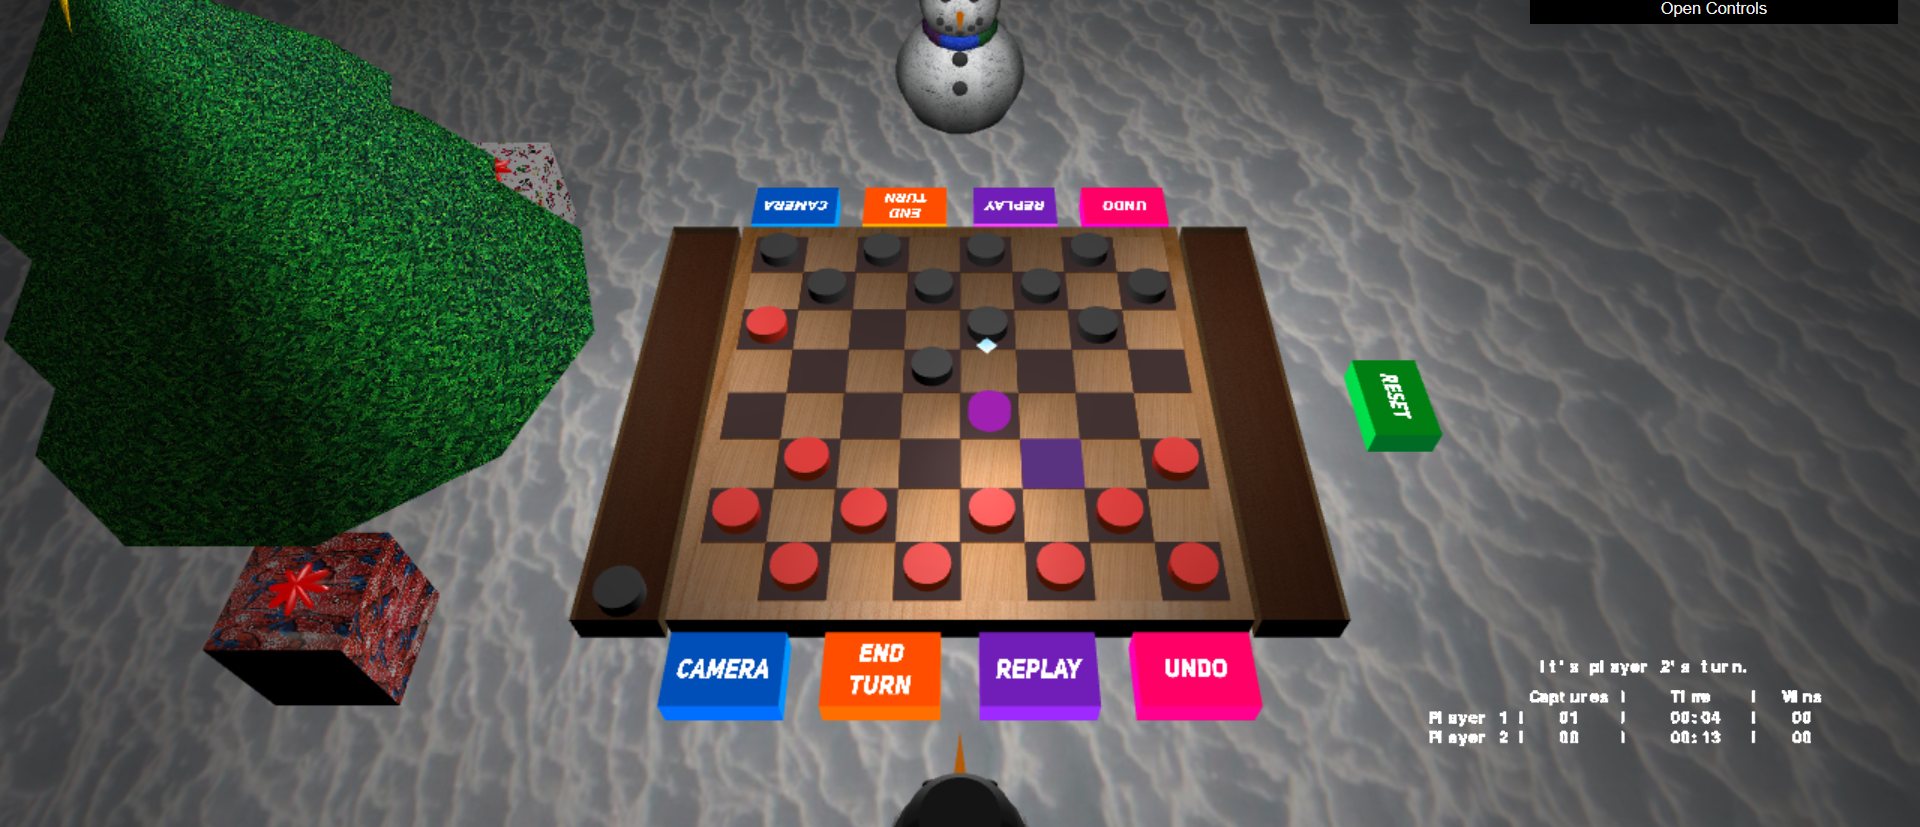 Open Controls
CAMERA
END
TURN
REPLAY
UNDO
RESET
CAMERA
END
TURN
REPLAY
UNDO
It's player 2's turn.
Captures | Time | Wins
Player 1 | 01 | 00:04 | 00
Player 2 | 00 | 00:13 | 00